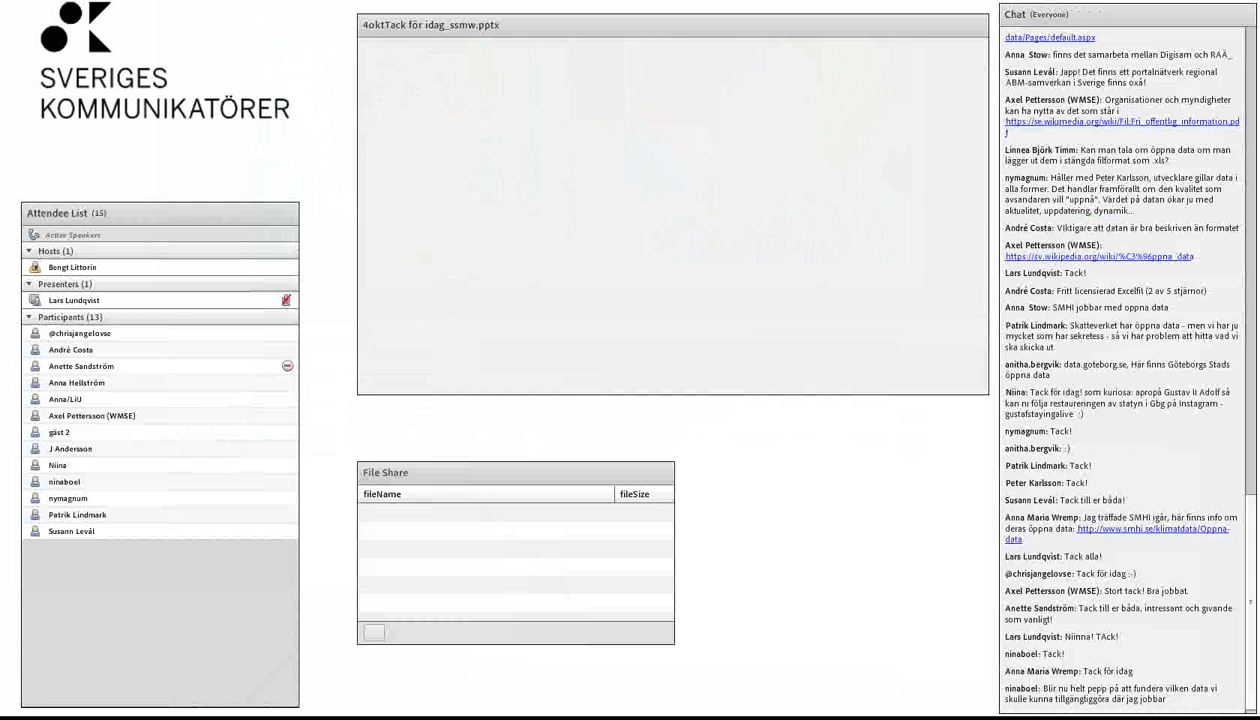 SVERIGES
KOMMUNIKATÖRER
Attendee List (15)
Active Speakers
Hosts (1)
Bengt Littorin
Presenters (1)
Lars Lundqvist
Participants (13)
@chrisjangelovse
André Costa
Anette Sandström
Anna Hellström
Anna/LiU
Axel Pettersson (WMSE)
gäst 2
J Andersson
Niina
ninaboel
nymagnum
Patrik Lindmark
Susann Levál
4oktTack för idag_ssmw.pptx
File Share
fileName fileSize
Chat (Everyone)
data/Pages/default.aspx
Anna Stow: finns det samarbeta mellan Digisam och RAÄ_
Susann Levál: Japp! Det finns ett portalnätverk regional
ABM-samverkan i Sverige finns oxå!
Axel Pettersson (WMSE): Organisationer och myndigheter
kan ha nytta av det som står i
https://se.wikimedia.org/wiki/Fil:Fri_offentlig_information.pd
f
Linnea Björk Timm: Kan man tala om öppna data om man
lägger ut dem i stängda filformat som .xls?
nymagnum: Håller med Peter Karlsson, utvecklare gillar data i
alla former. Det handlar framförallt om den kvalitet som
avsandaren vill "uppnå". Värdet på datan ökar ju med
aktualitet, uppdatering, dynamik...
André Costa: Viktigare att datan är bra beskriven än formatet
Axel Pettersson (WMSE):
https://sv.wikipedia.org/wiki/%C3%96ppna_data
Lars Lundqvist: Tack!
André Costa: Fritt licensierad Excelfil (2 av 5 stjärnor)
Anna Stow: SMHI jobbar med oppna data
Patrik Lindmark: Skatteverket har öppna data - men vi har ju
mycket som har sekretess - så vi har problem att hitta vad vi
ska skicka ut
anitha.bergvik: data.goteborg.se, Här finns Göteborgs Stads
öppna data
Niina: Tack för idag! som kuriosa: apropå Gustav II Adolf så
kan ni följa restaureringen av statyn i Gbg på Instagram -
gustafstayingalive :)
nymagnum: Tack!
anitha.bergvik: :)
Patrik Lindmark: Tack!
Peter Karlsson: Tack!
Susann Levál: Tack till er båda!
Anna Maria Wremp: Jag träffade SMHI igår, här finns info om
deras öppna data: http://www.smhi.se/klimatdata/Oppna-
data
Lars Lundqvist: Tack alla!
@chrisjangelovse: Tack för idag :-)
Axel Pettersson (WMSE): Stort tack! Bra jobbat
Anette Sandström: Tack till er båda, intressant och givande
som vanligt!
Lars Lundqvist: Niinna! TAck!
ninaboel: Tack!
Anna Maria Wremp: Tack för idag
ninaboel: Blir nu helt pepp på att fundera vilken data vi
skulle kunna tillgängliggöra där jag jobbar